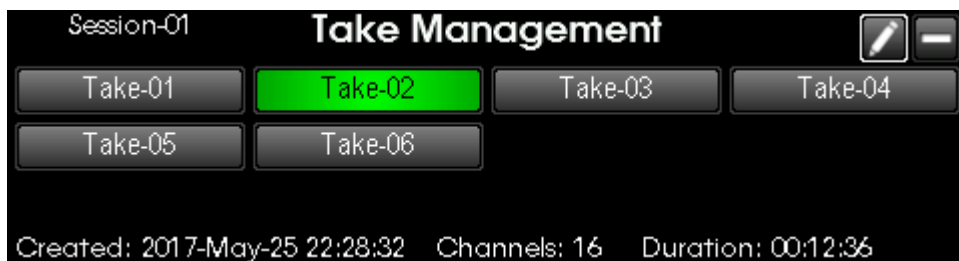 Session-01 Take Management
Take-01 Take-02 Take-03 Take-04
Take-05 Take-06
Created: 2017-May-25 22:28:32 Channels: 16 Duration: 00:12:36